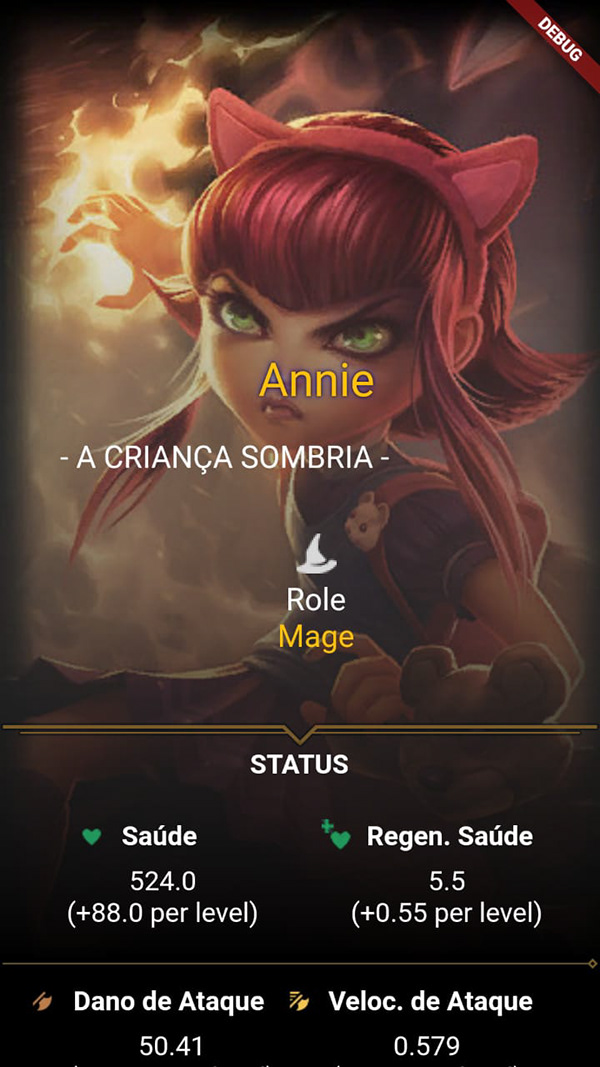 DEBUG
Annie
- A CRIANÇA SOMBRIA -
Role
Mage
STATUS
Saúde
Regen. Saúde
524.0
5.5
(+88.0 per level)
(+0.55 per level)
Dano de Ataque
Veloc. de Ataque
50.41
0.579